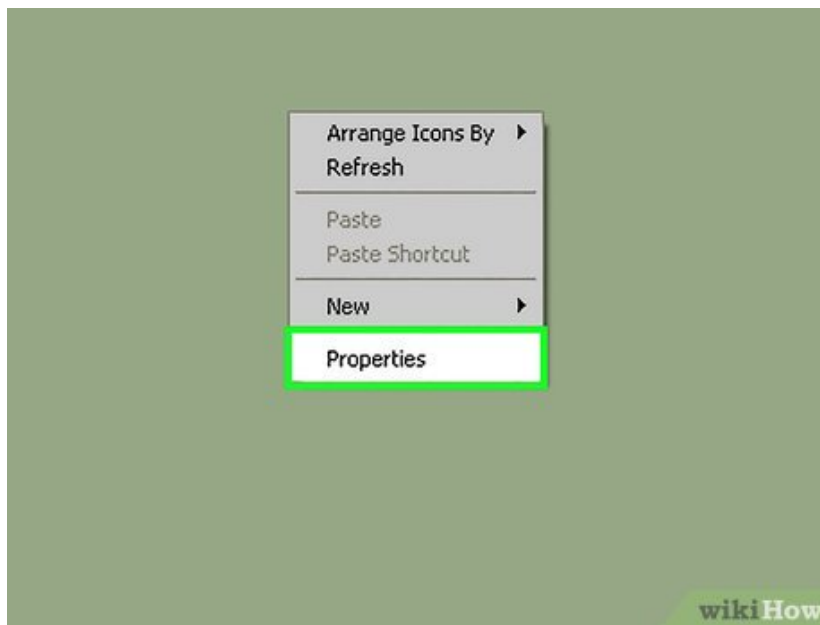 Arrange Icons By
Refresh
Paste
Paste Shortcut
New
Properties
wikiHow